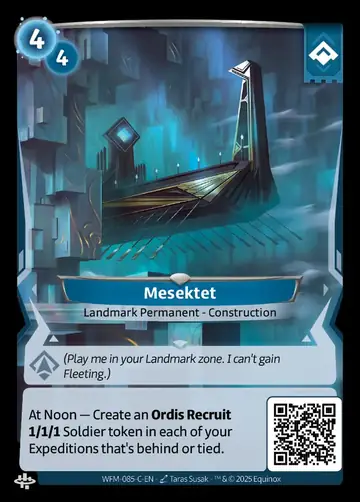 4
4
Mesektet
Landmark Permanent - Construction
(Play me in your Landmark zone. I can't gain
Fleeting.)
At Noon — Create an Ordis Recruit
1/1/1 Soldier token in each of your
Expeditions that's behind or tied.
WFM-085-C-EN - Taras Susak - ™ & © 2025 Equinox